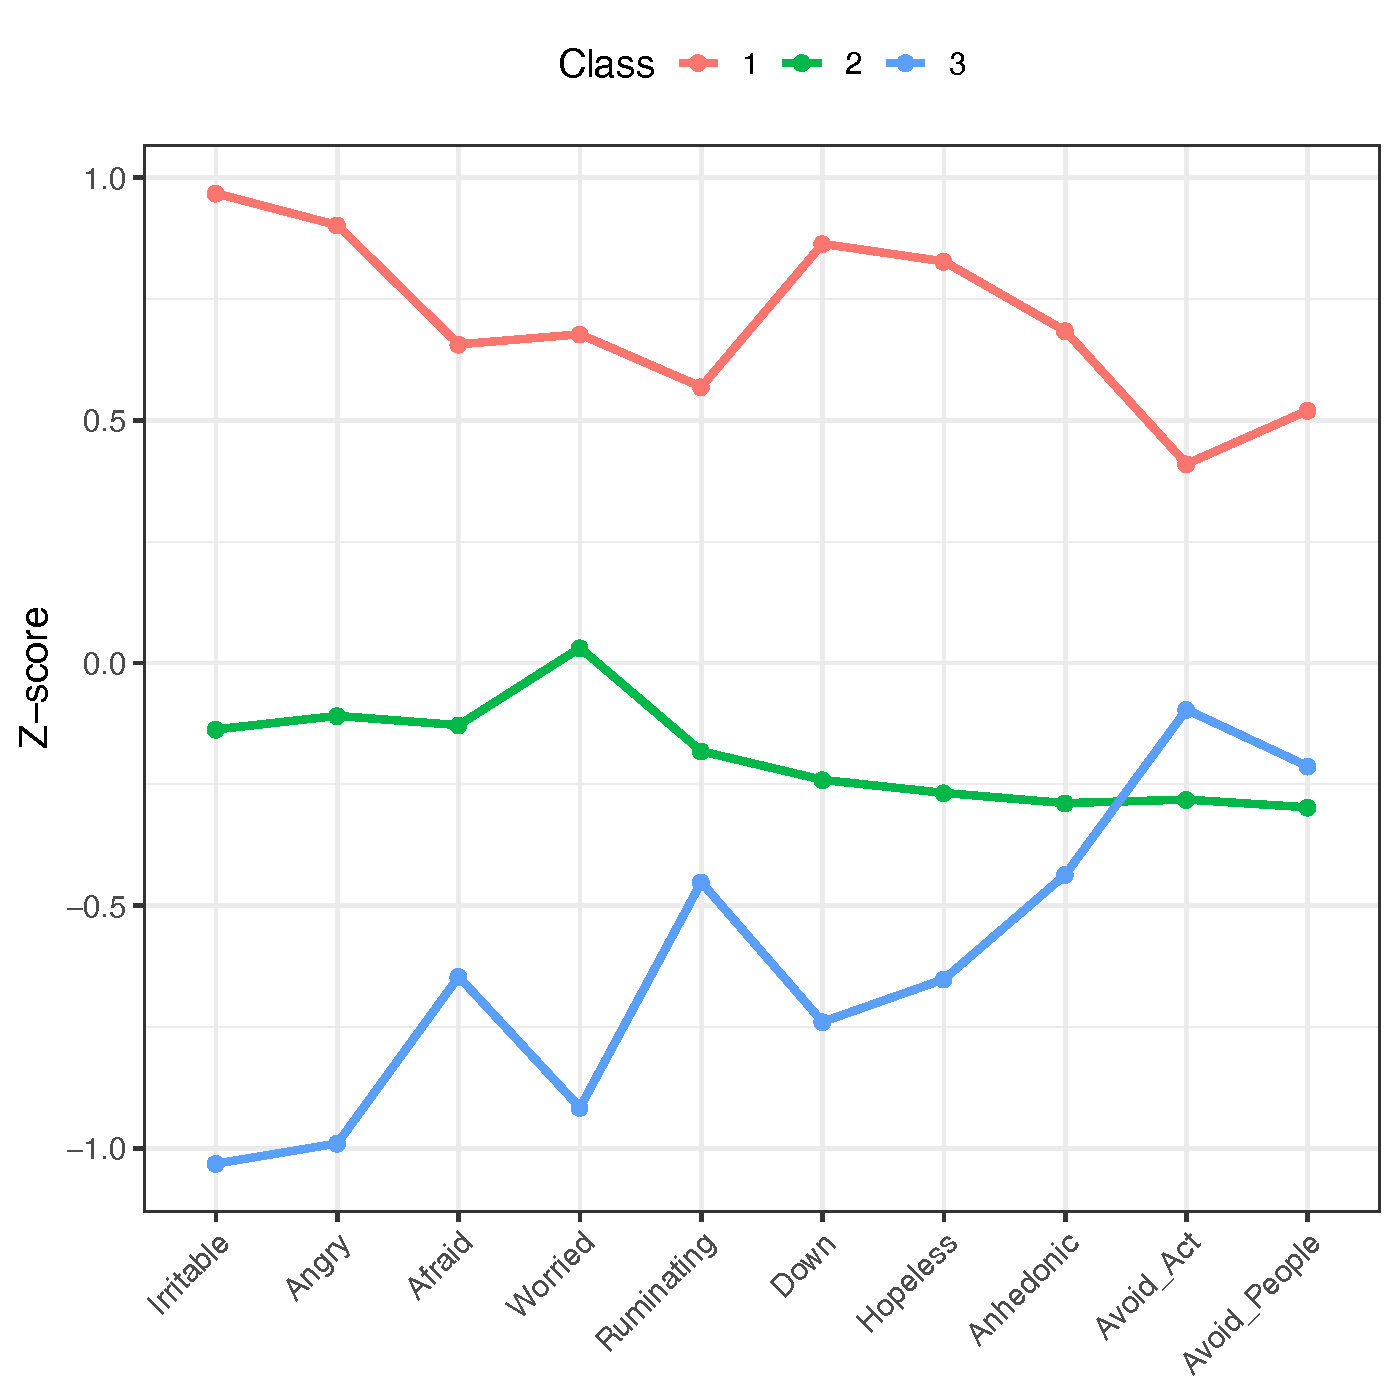 Class 1 2 3
1.0
0.5
0.0
−0.5
−1.0
Z−score
Irritable
Angry
Afraid
Worried
Ruminating
Down
Hopeless
Anhedonic
Avoid_Act
Avoid_People